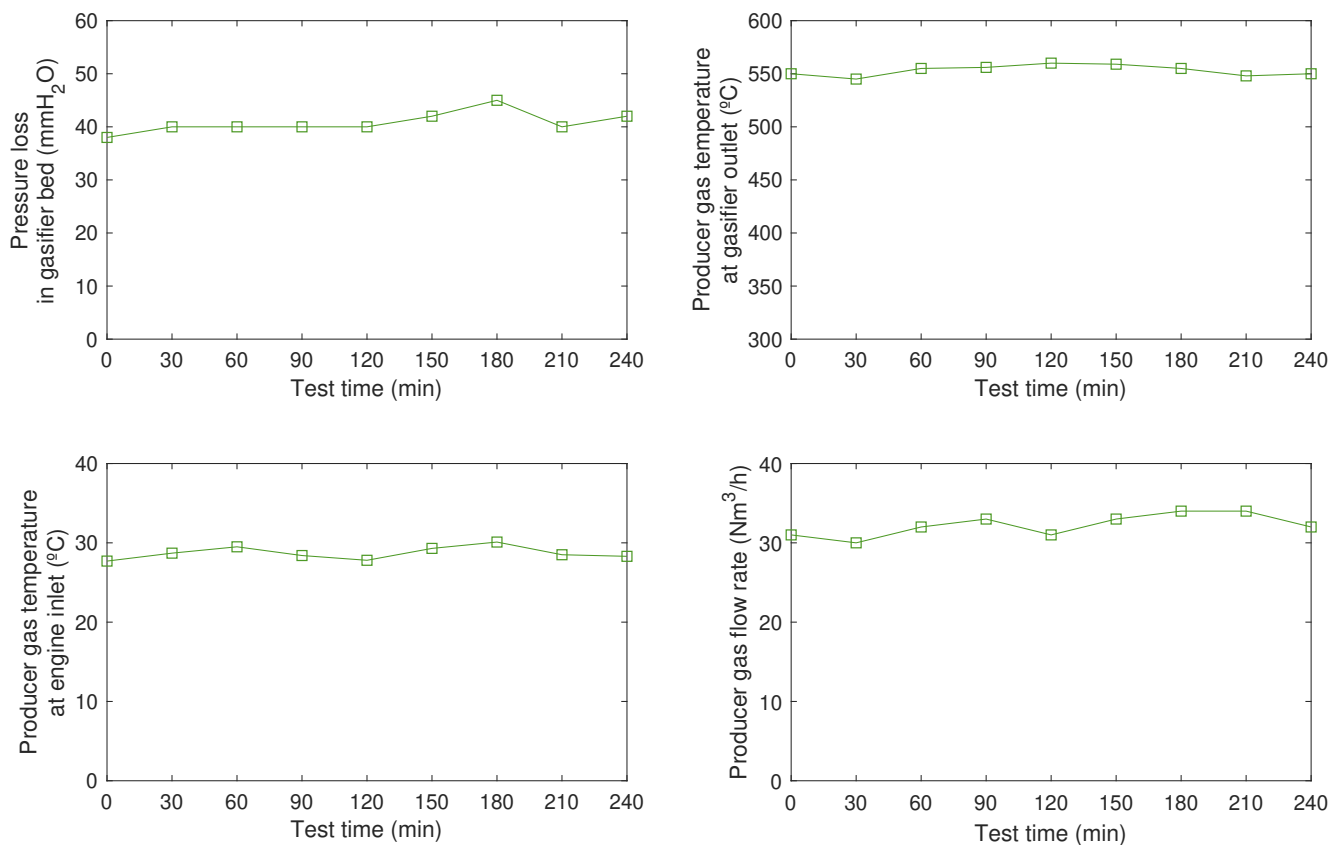 Pressure loss
in gasifier bed (mmH2O)
60
50
40
30
20
10
0
0 30 60 90 120 150 180 210 240
Test time (min)
Producer gas temperature
at gasifier outlet (ºC)
600
550
500
450
400
350
300
0 30 60 90 120 150 180 210 240
Test time (min)
Producer gas temperature
at engine inlet (ºC)
40
30
20
10
0
0 30 60 90 120 150 180 210 240
Test time (min)
Producer gas flow rate (Nm³/h)
40
30
20
10
0
0 30 60 90 120 150 180 210 240
Test time (min)